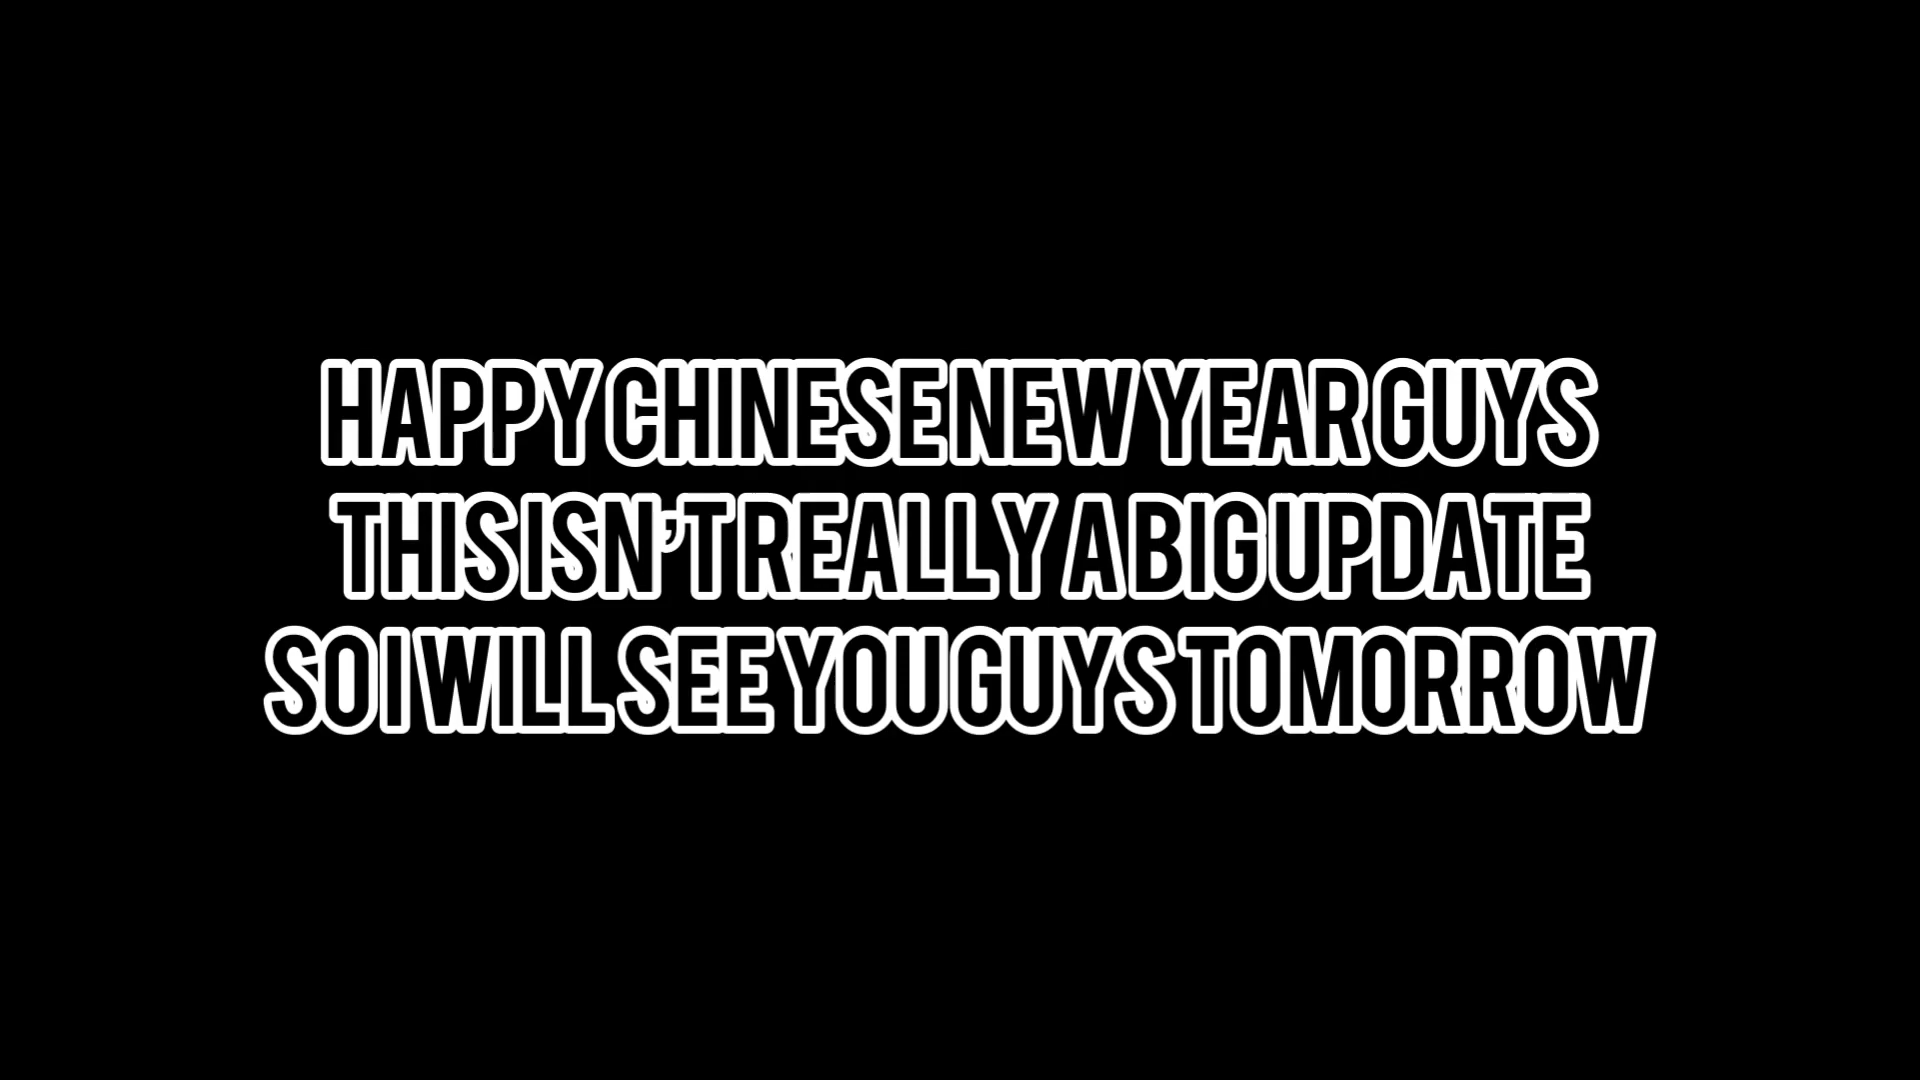 HAPPY CHINESE NEW YEAR GUYS
THIS ISN'T REALLY A BIG UPDATE
SO I WILL SEE YOU GUYS TOMORROW